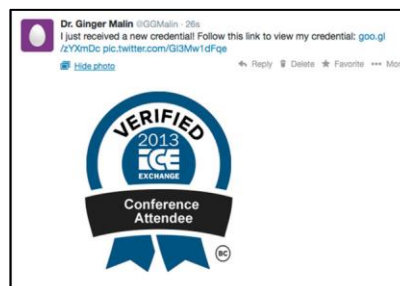 Dr. Ginger Malin @GGMalin · 26s
I just received a new credential! Follow this link to view my credential: goo.gl
/zYXmDc pic.twitter.com/Gl3Mw1dFqe
Hide photo Reply Delete Favorite ••• Mor
VERIFIED
2013
iCE
EXCHANGE
Conference
Attendee
BC